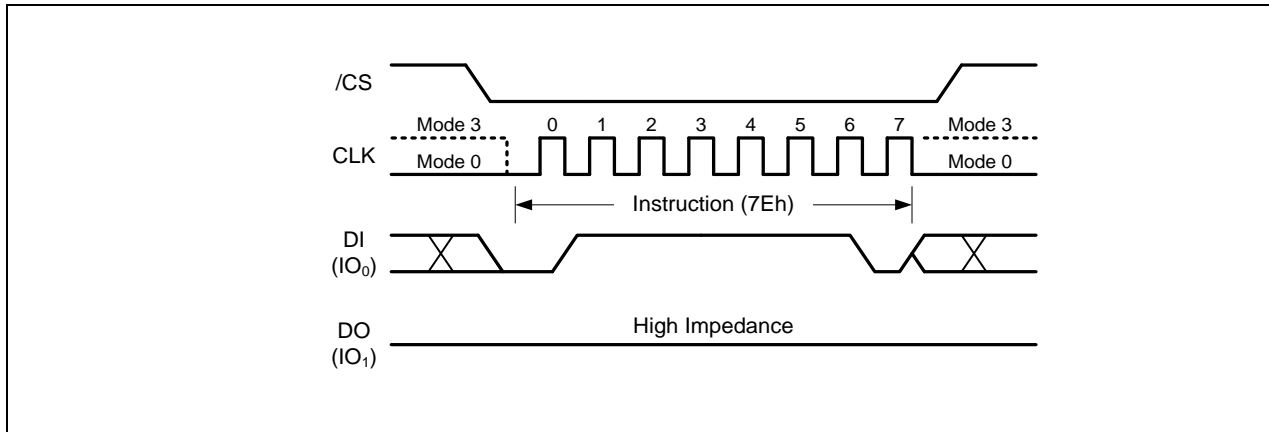 /CS
Mode 3 0 1 2 3 4 5 6 7 Mode 3
CLK
Mode 0 Mode 0
Instruction (7Eh)
DI
(IO₀)
High Impedance
DO
(IO₁)